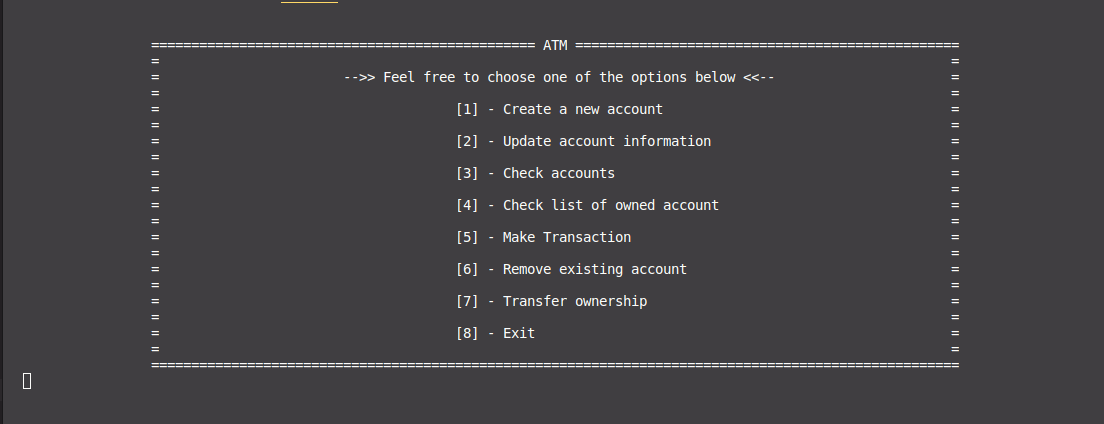 ================================================ ATM ================================================
= =
= -->> Feel free to choose one of the options below <<-- =
= =
= [1] - Create a new account =
= =
= [2] - Update account information =
= =
= [3] - Check accounts =
= =
= [4] - Check list of owned account =
= =
= [5] - Make Transaction =
= =
= [6] - Remove existing account =
= =
= [7] - Transfer ownership =
= =
= [8] - Exit =
= =
=====================================================================================================